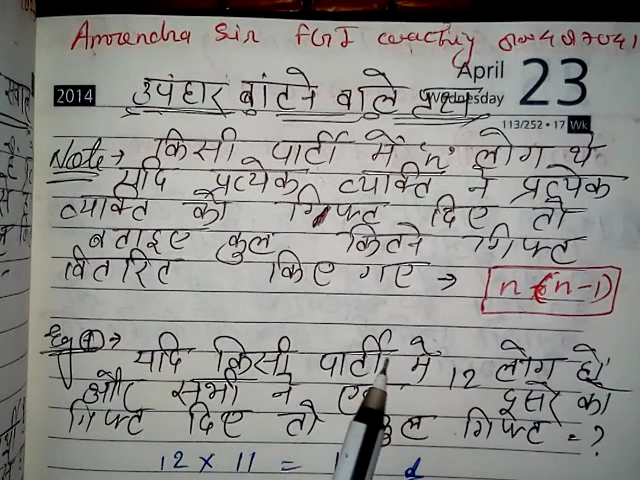 Amrendra Sir FGI coaching
April 23
2014 Wednesday
उपहार बांटने वाले प्रश्न
113/252 • 17 Wk
Note → किसी पार्टी में 'n' लोग थे
यदि प्रत्येक व्यक्ति ने प्रत्येक
व्यक्ति को गिफ्ट दिए तो
बताइए कुल कितने गिफ्ट
वितरित किए गए → n (n-1)
Eg ① → यदि किसी पार्टी मे 12 लोग हो
और सभी ने दूसरे को
गिफ्ट दिए तो कुल गिफ्ट = ?
12 × 11 =